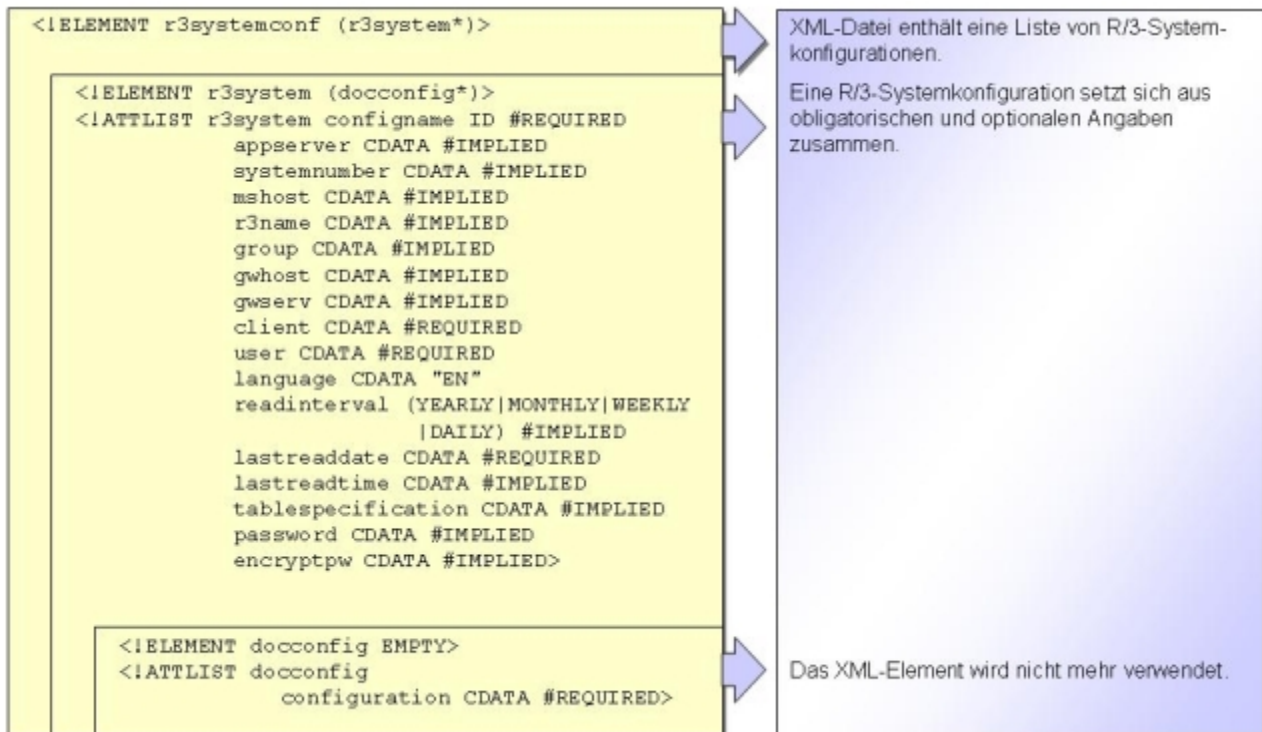 <!ELEMENT r3systemconf (r3system*)>
<!ELEMENT r3system (docconfig*)>
<!ATTLIST r3system configname ID #REQUIRED
appserver CDATA #IMPLIED
systemnumber CDATA #IMPLIED
mshost CDATA #IMPLIED
r3name CDATA #IMPLIED
group CDATA #IMPLIED
gwhost CDATA #IMPLIED
gwserv CDATA #IMPLIED
client CDATA #REQUIRED
user CDATA #REQUIRED
language CDATA "EN"
readinterval (YEARLY|MONTHLY|WEEKLY
|DAILY) #IMPLIED
lastreaddate CDATA #REQUIRED
lastreadtime CDATA #IMPLIED
tablespecification CDATA #IMPLIED
password CDATA #IMPLIED
encryptpw CDATA #IMPLIED>
<!ELEMENT docconfig EMPTY>
<!ATTLIST docconfig
configuration CDATA #REQUIRED>
XML-Datei enthält eine Liste von R/3-System-
konfigurationen.
Eine R/3-Systemkonfiguration setzt sich aus
obligatorischen und optionalen Angaben
zusammen.
Das XML-Element wird nicht mehr verwendet.